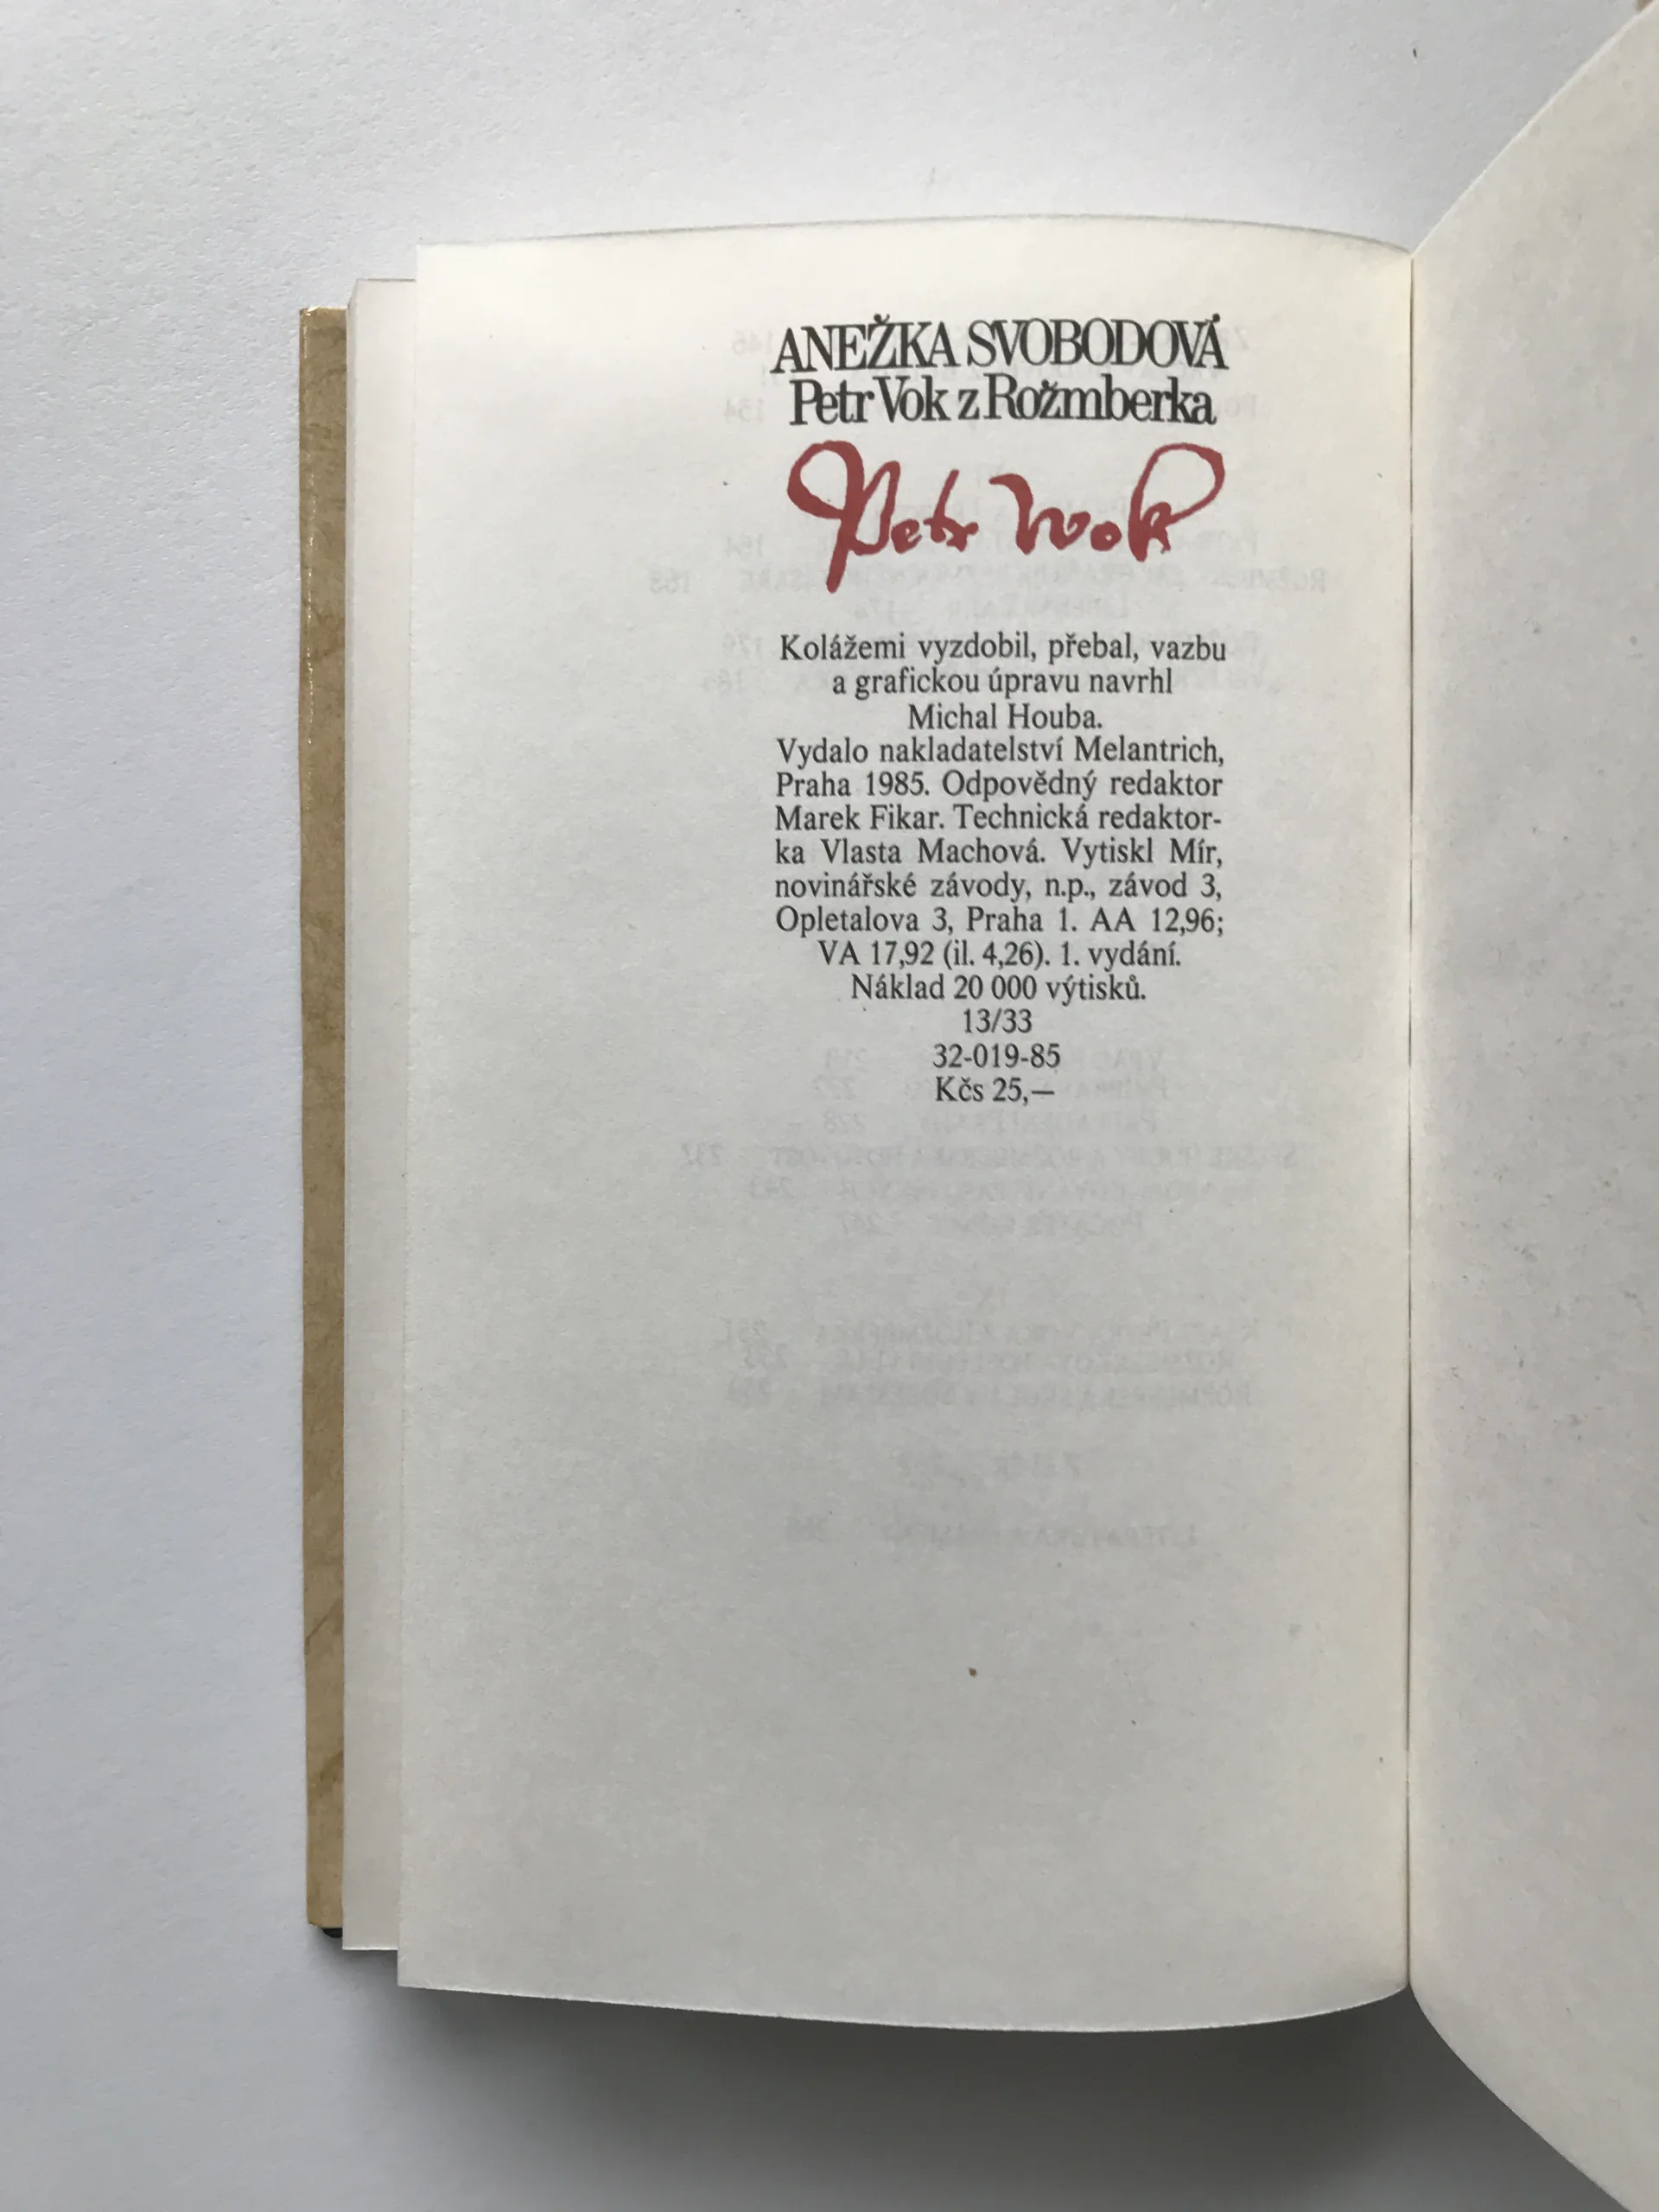 ANEŽKA SVOBODOVÁ
Petr Vok z Rožmberka
Petr Wok
Kolážemi vyzdobil, přebal, vazbu
a grafickou úpravu navrhl
Michal Houba.
Vydalo nakladatelství Melantrich,
Praha 1985. Odpovědný redaktor
Marek Fikar. Technická redaktor-
ka Vlasta Machová. Vytiskl Mír,
novinářské závody, n.p., závod 3,
Opletalova 3, Praha 1. AA 12,96;
VA 17,92 (il. 4,26). 1. vydání.
Náklad 20 000 výtisků.
13/33
32-019-85
Kčs 25,—